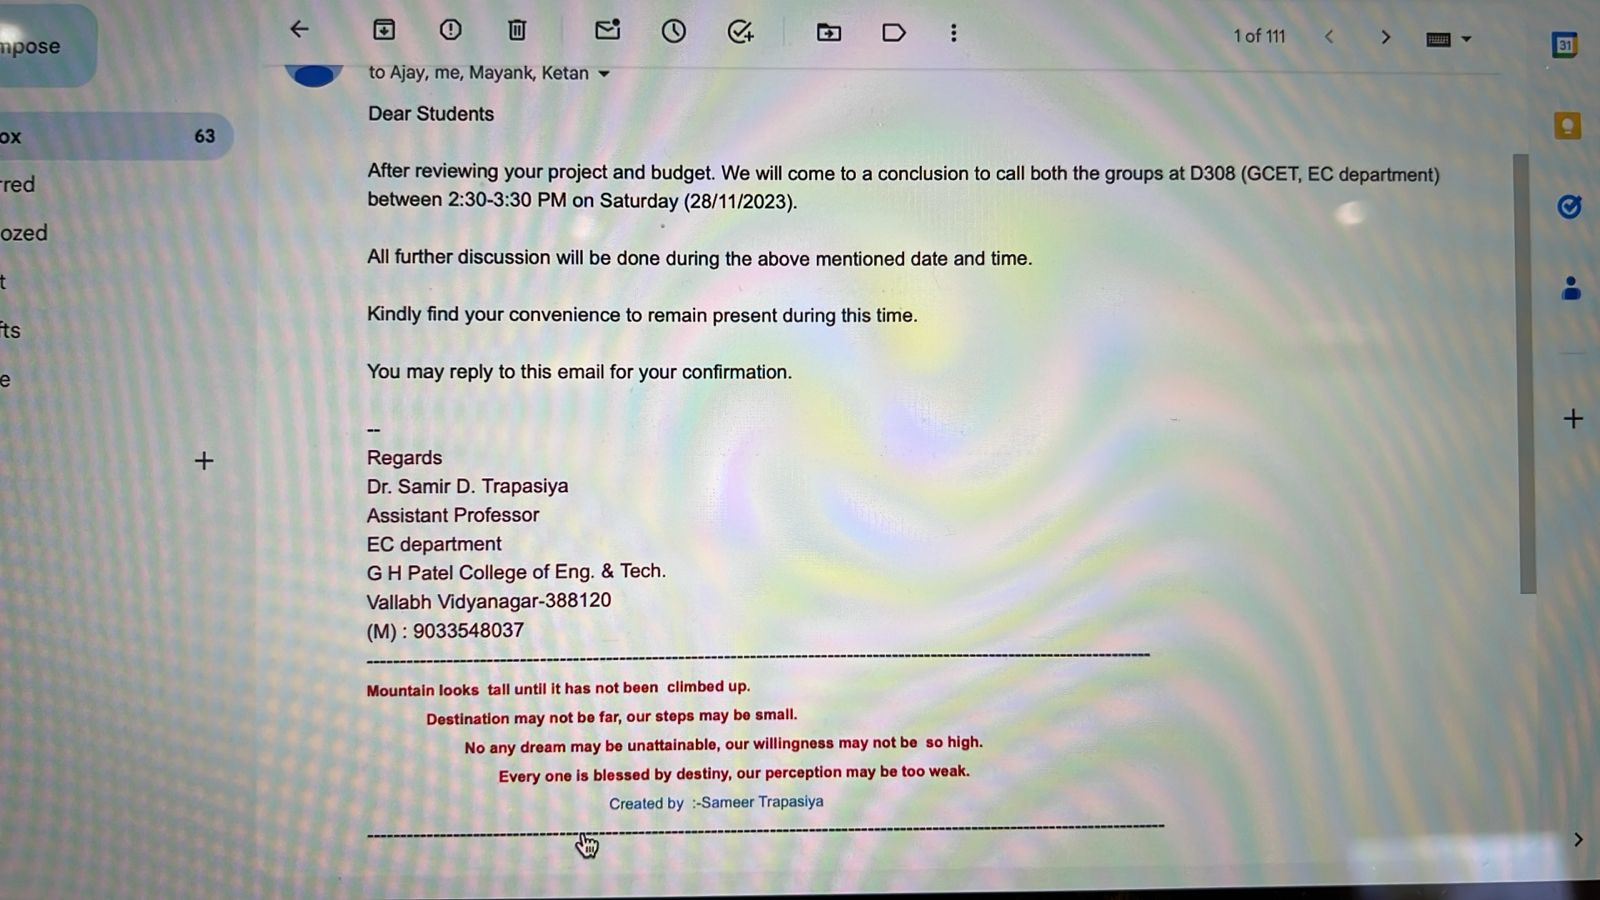 mpose
1 of 111
31
to Ajay, me, Mayank, Ketan
Dear Students
ox 63
After reviewing your project and budget. We will come to a conclusion to call both the groups at D308 (GCET, EC department)
rred
between 2:30-3:30 PM on Saturday (28/11/2023).
ozed
All further discussion will be done during the above mentioned date and time.
t
Kindly find your convenience to remain present during this time.
fts
You may reply to this email for your confirmation.
e
--
Regards
Dr. Samir D. Trapasiya
Assistant Professor
EC department
G H Patel College of Eng. & Tech.
Vallabh Vidyanagar-388120
(M) : 9033548037
Mountain looks tall until it has not been climbed up.
Destination may not be far, our steps may be small.
No any dream may be unattainable, our willingness may not be so high.
Every one is blessed by destiny, our perception may be too weak.
Created by :-Sameer Trapasiya